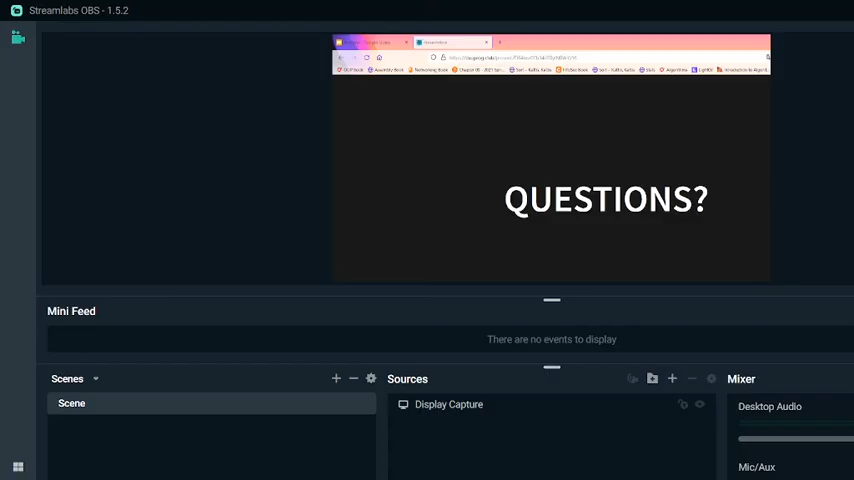 Streamlabs OBS - 1.5.2
QUESTIONS?
Mini Feed
There are no events to display
Scenes
Sources
Mixer
Scene
Display Capture
Desktop Audio
Mic/Aux